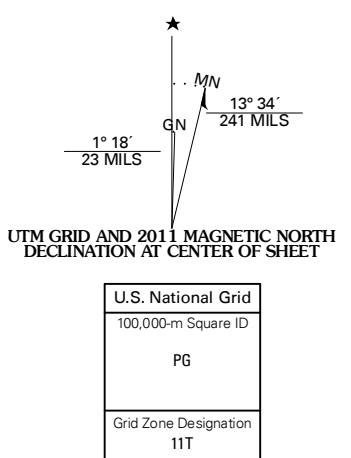 MN
13° 34´
241 MILS
GN
1° 18´
23 MILS
UTM GRID AND 2011 MAGNETIC NORTH
DECLINATION AT CENTER OF SHEET
U.S. National Grid
100,000-m Square ID
PG
Grid Zone Designation
11T